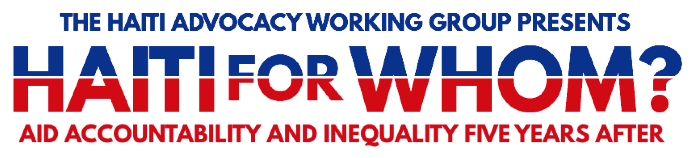 THE HAITI ADVOCACY WORKING GROUP PRESENTS
HAITI FOR WHOM?
AID ACCOUNTABILITY AND INEQUALITY FIVE YEARS AFTER